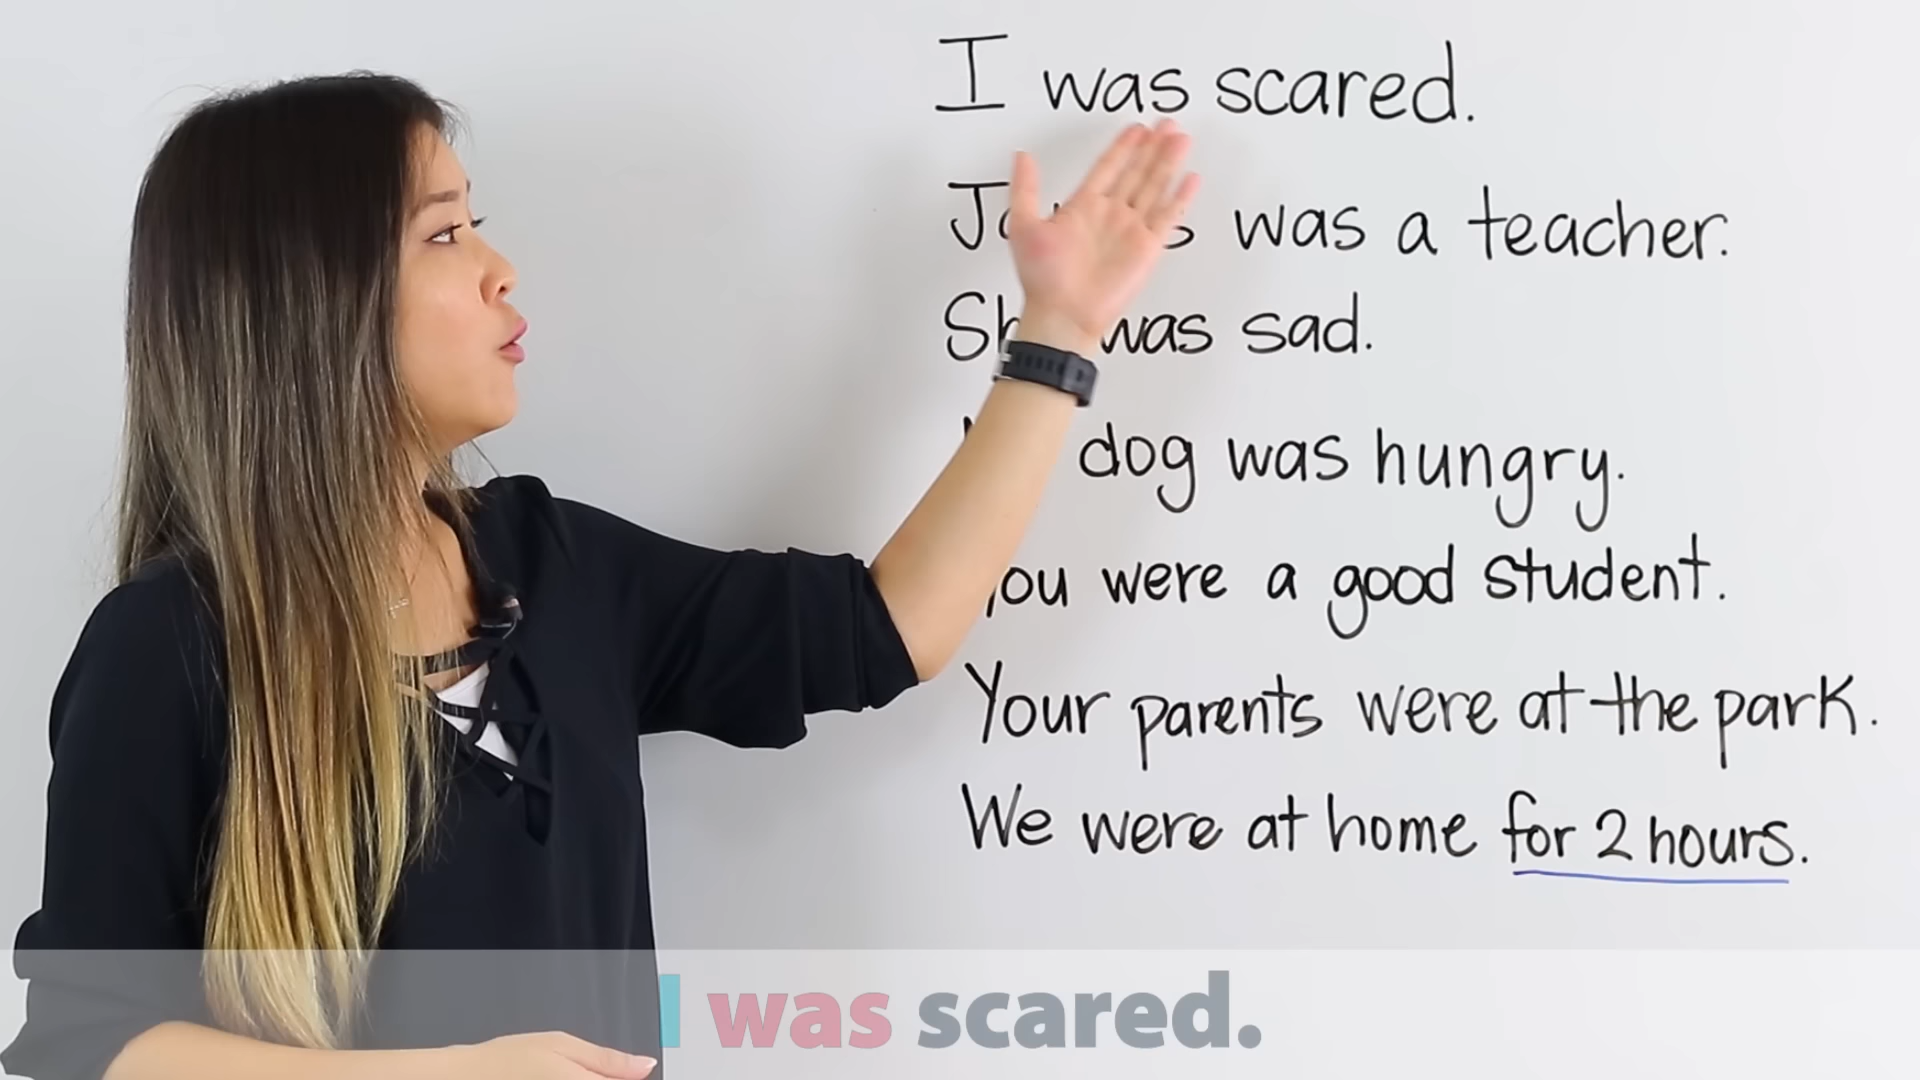 I was scared.
was a teacher.
was sad.
dog was hungry.
were a good student.
Your parents were at the park.
We were at home for 2 hours.
I was scared.